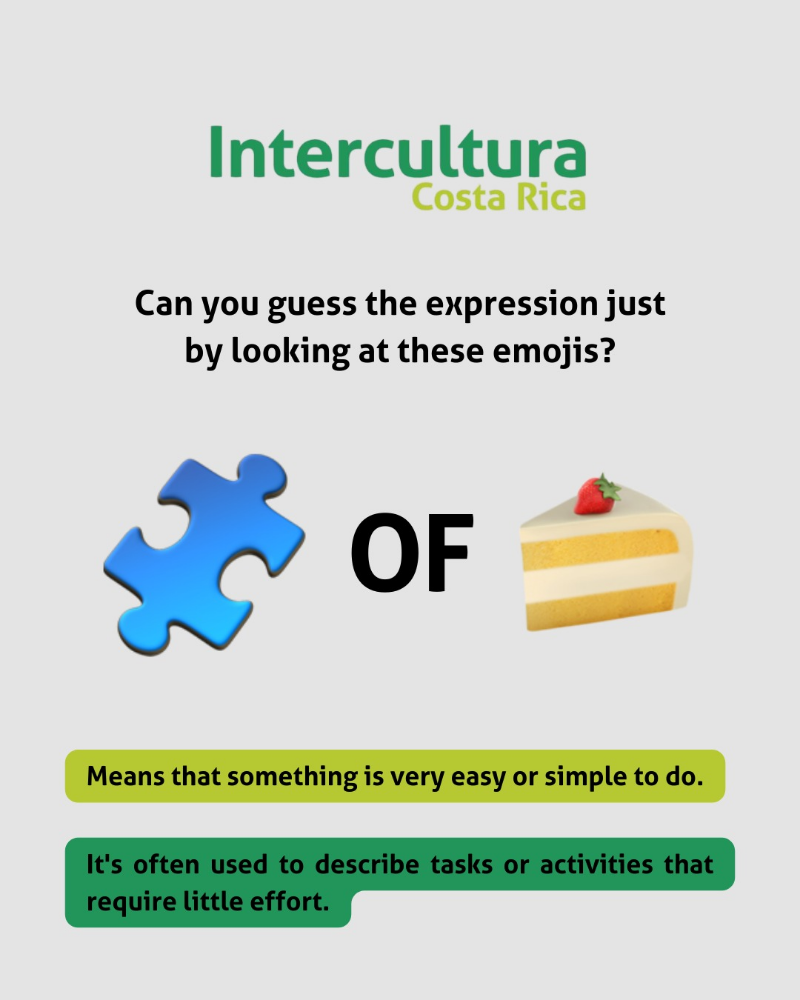 Intercultura
Costa Rica
Can you guess the expression just
by looking at these emojis?
OF
Means that something is very easy or simple to do.
It's often used to describe tasks or activities that
require little effort.